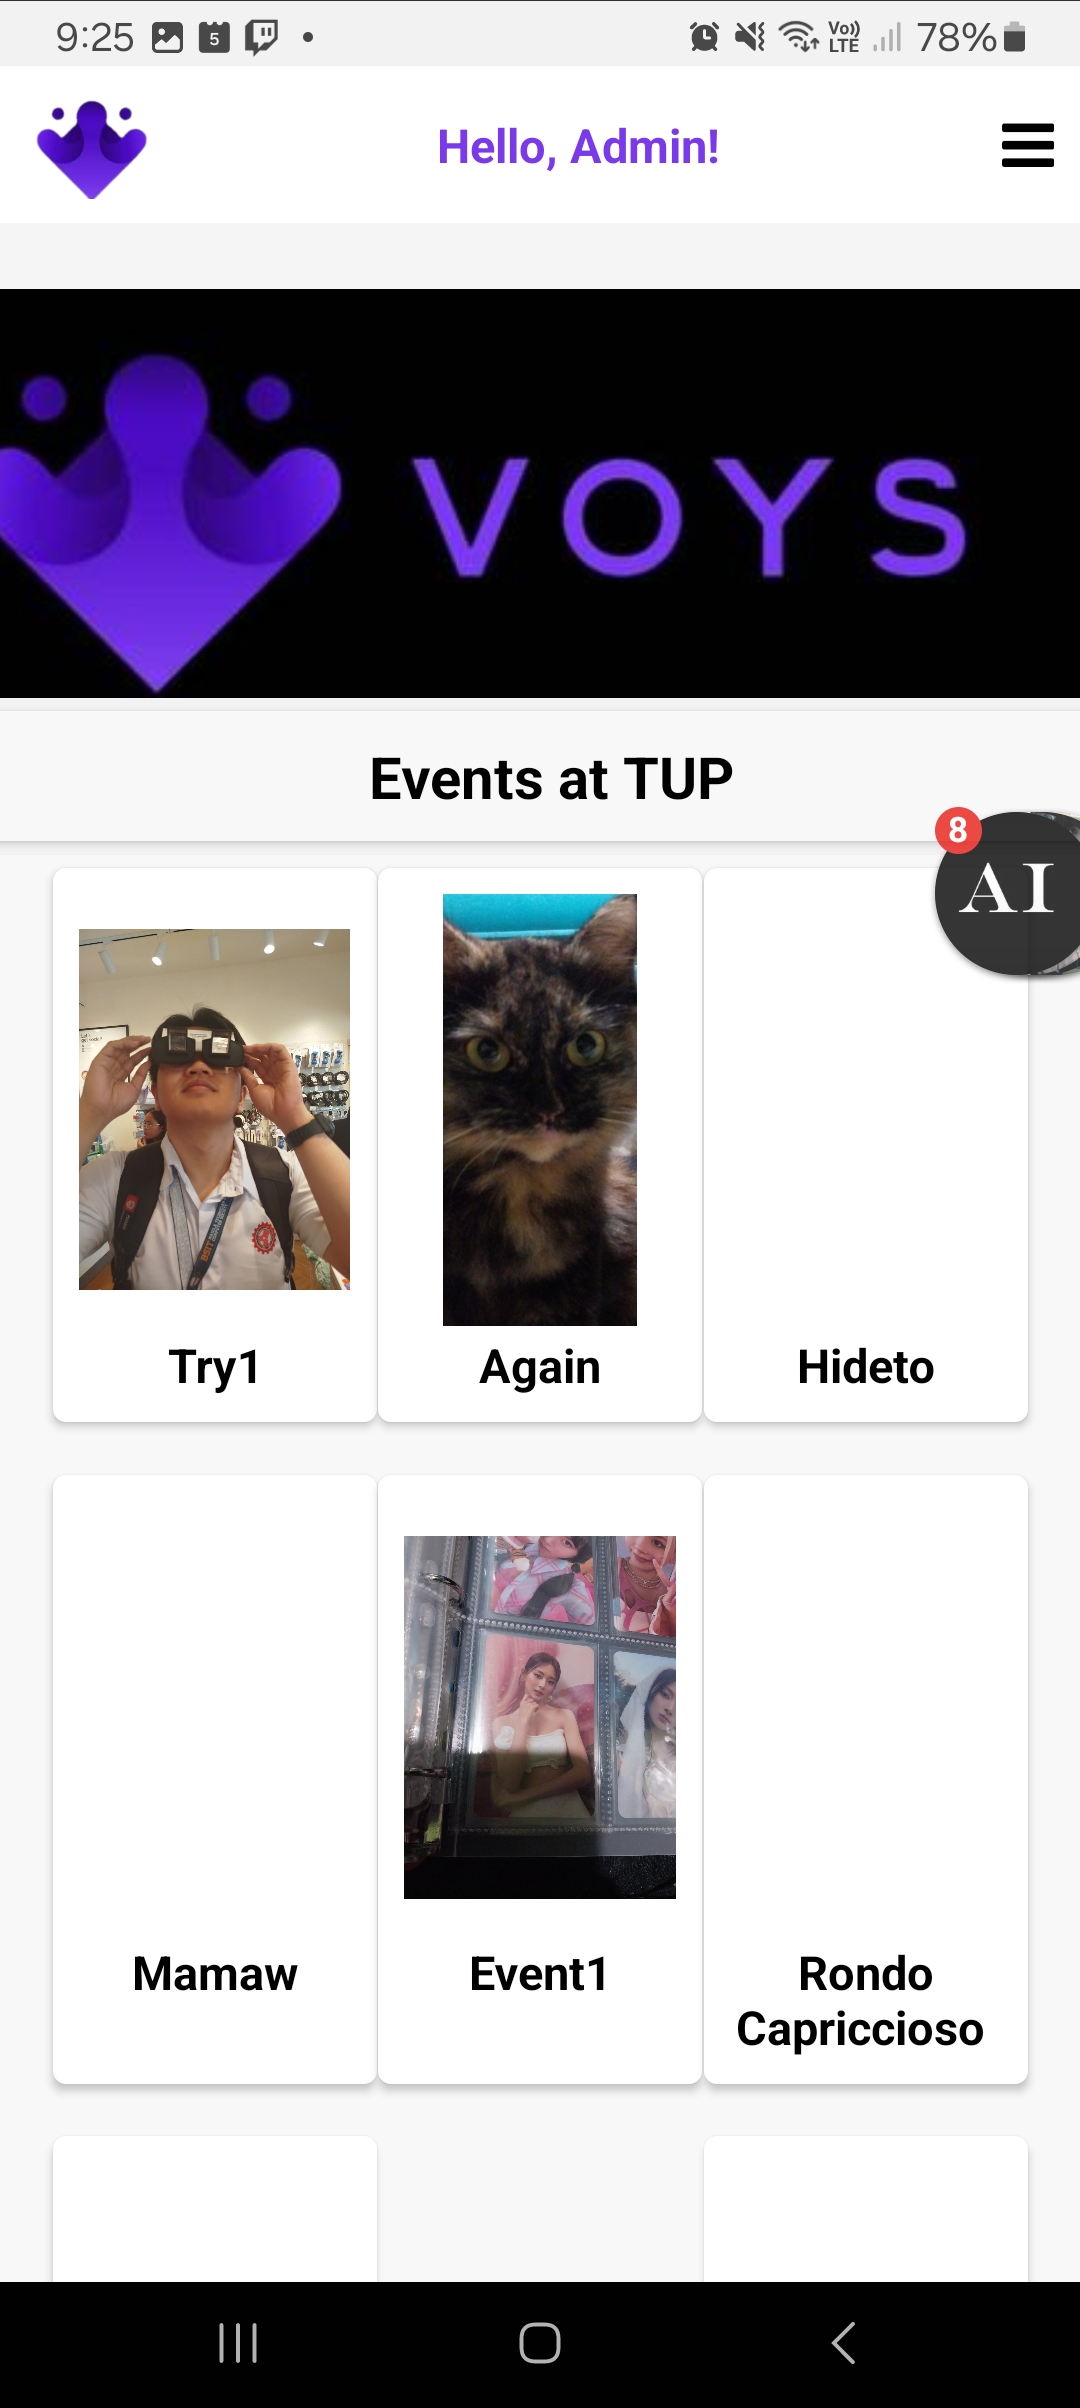 9:25
5
Vo))
LTE
78%
Hello, Admin!
VOYS
Events at TUP
8
AI
Try1
Again
Hideto
BSIT
Mamaw
Event1
Rondo
Capriccioso